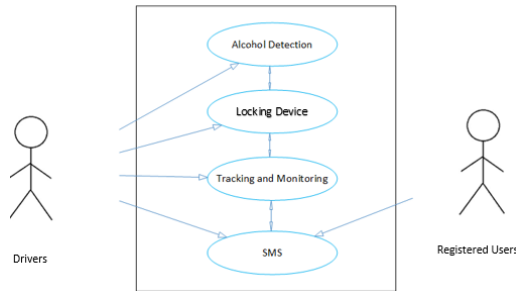 Alcohol Detection
Locking Device
Tracking and Monitoring
SMS
Drivers
Registered Users